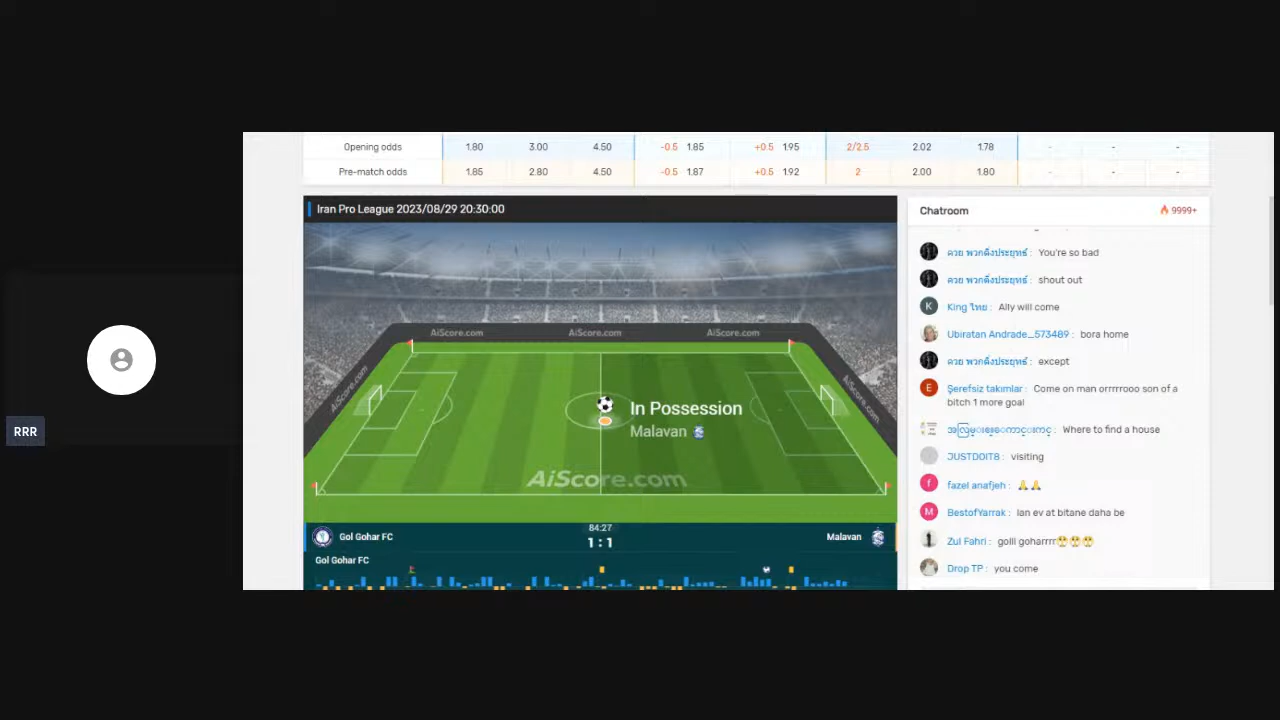 Opening odds 1.80 3.00 4.50 -0.5 1.85 +0.5 1.95 2/2.5 2.02 1.78 - - -
Pre-match odds 1.85 2.80 4.50 -0.5 1.87 +0.5 1.92 2 2.00 1.80 - - -
Iran Pro League 2023/08/29 20:30:00
AiScore.com AiScore.com AiScore.com
AiScore.com
AiScore.com
In Possession
Malavan
AiScore.com
Gol Gohar FC
84:27
1 : 1
Malavan
Gol Gohar FC
Chatroom
9999+
ควย พวกดิ่งประยุทธ์ : You're so bad
ควย พวกดิ่งประยุทธ์ : shout out
K King ไทย : Ally will come
Ubiratan Andrade_573489 : bora home
ควย พวกดิ่งประยุทธ์ : except
Şerefsiz takımlar : Come on man orrrrrooo son of a
bitch 1 more goal
Where to find a house
JUSTDOIT8 : visiting
f fazel anafjeh : 🙏🙏
M BestofYarrak : lan ev at bitane daha be
Zul Fahri : golll goharrrr
Drop TP : you come
RRR